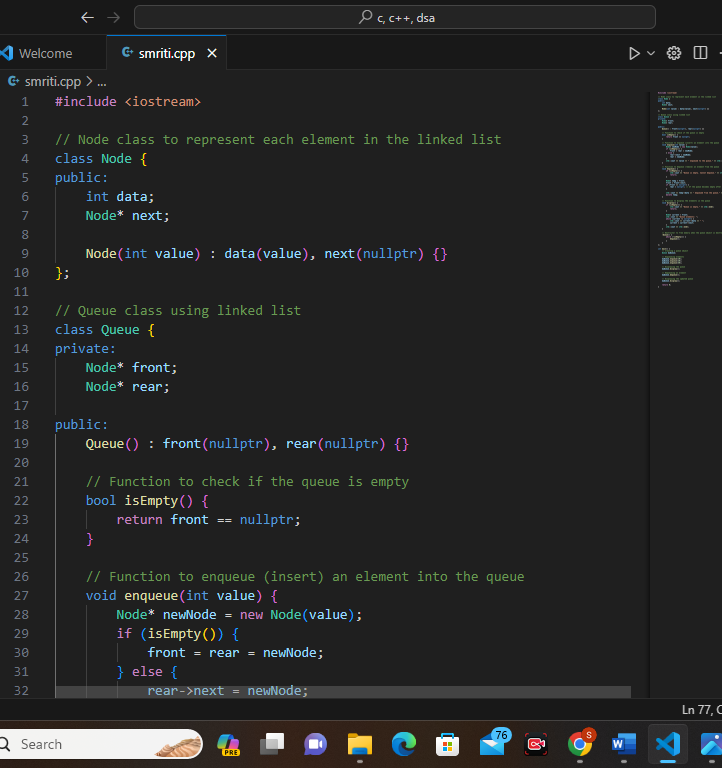 c, c++, dsa
Welcome
smriti.cpp
smriti.cpp > ...
1 #include <iostream>
2
3 // Node class to represent each element in the linked list
4 class Node {
5 public:
6     int data;
7     Node* next;
8
9     Node(int value) : data(value), next(nullptr) {}
10 };
11
12 // Queue class using linked list
13 class Queue {
14 private:
15     Node* front;
16     Node* rear;
17
18 public:
19     Queue() : front(nullptr), rear(nullptr) {}
20
21     // Function to check if the queue is empty
22     bool isEmpty() {
23         return front == nullptr;
24     }
25
26     // Function to enqueue (insert) an element into the queue
27     void enqueue(int value) {
28         Node* newNode = new Node(value);
29         if (isEmpty()) {
30             front = rear = newNode;
31         } else {
32             rear->next = newNode;
Ln 77, C
Search
PRE
76
S